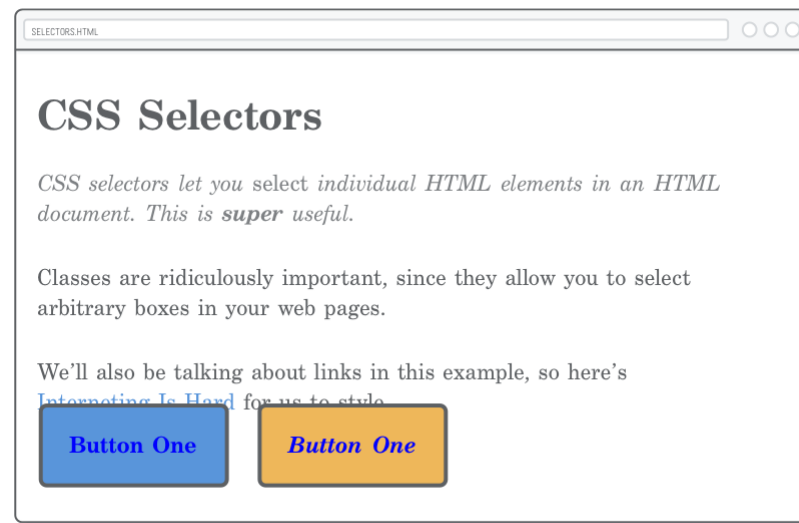 SELECTORS.HTML
CSS Selectors
CSS selectors let you select individual HTML elements in an HTML
document. This is super useful.
Classes are ridiculously important, since they allow you to select
arbitrary boxes in your web pages.
We’ll also be talking about links in this example, so here’s
Interneting Is Hard for us to style
Button One
Button One